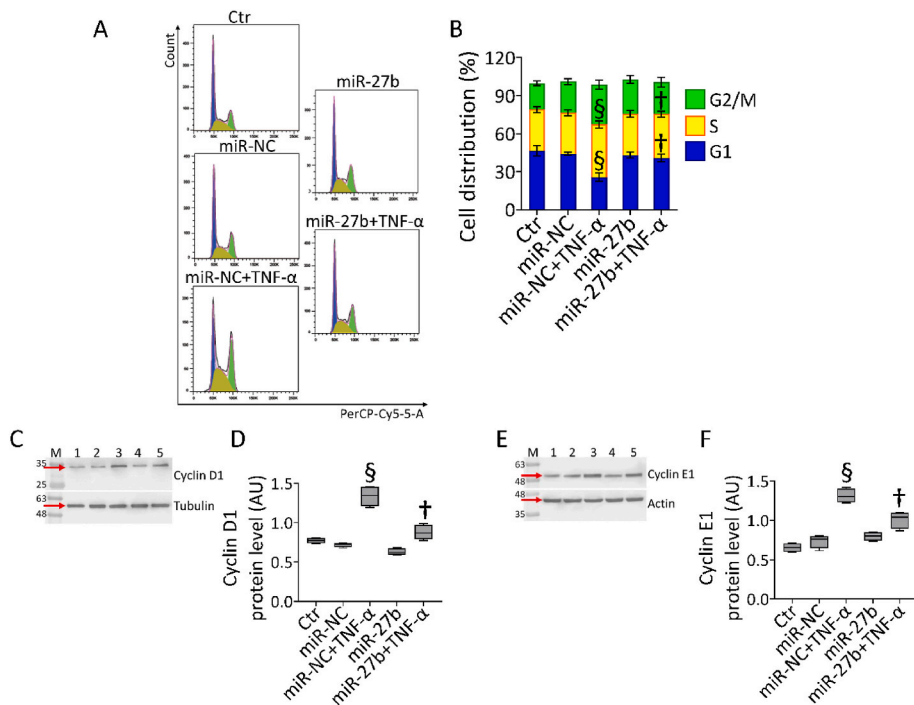 A
Ctr
Count
miR-27b
miR-NC
miR-27b+TNF-α
miR-NC+TNF-α
PerCP-Cy5-5-A
B
Cell distribution (%)
120
90
60
30
0
§
§
†
†
G2/M
S
G1
Ctr
miR-NC
miR-NC+TNF-α
miR-27b
miR-27b+TNF-α
C
M 1 2 3 4 5
35
25
Cyclin D1
63
48
Tubulin
D
Cyclin D1
protein level (AU)
1.5
1.0
0.5
0.0
§
†
Ctr
miR-NC
miR-NC+TNF-α
miR-27b
miR-27b+TNF-α
E
M 1 2 3 4 5
63
48
Cyclin E1
48
35
Actin
F
Cyclin E1
protein level (AU)
1.5
1.0
0.5
0.0
§
†
Ctr
miR-NC
miR-NC+TNF-α
miR-27b
miR-27b+TNF-α